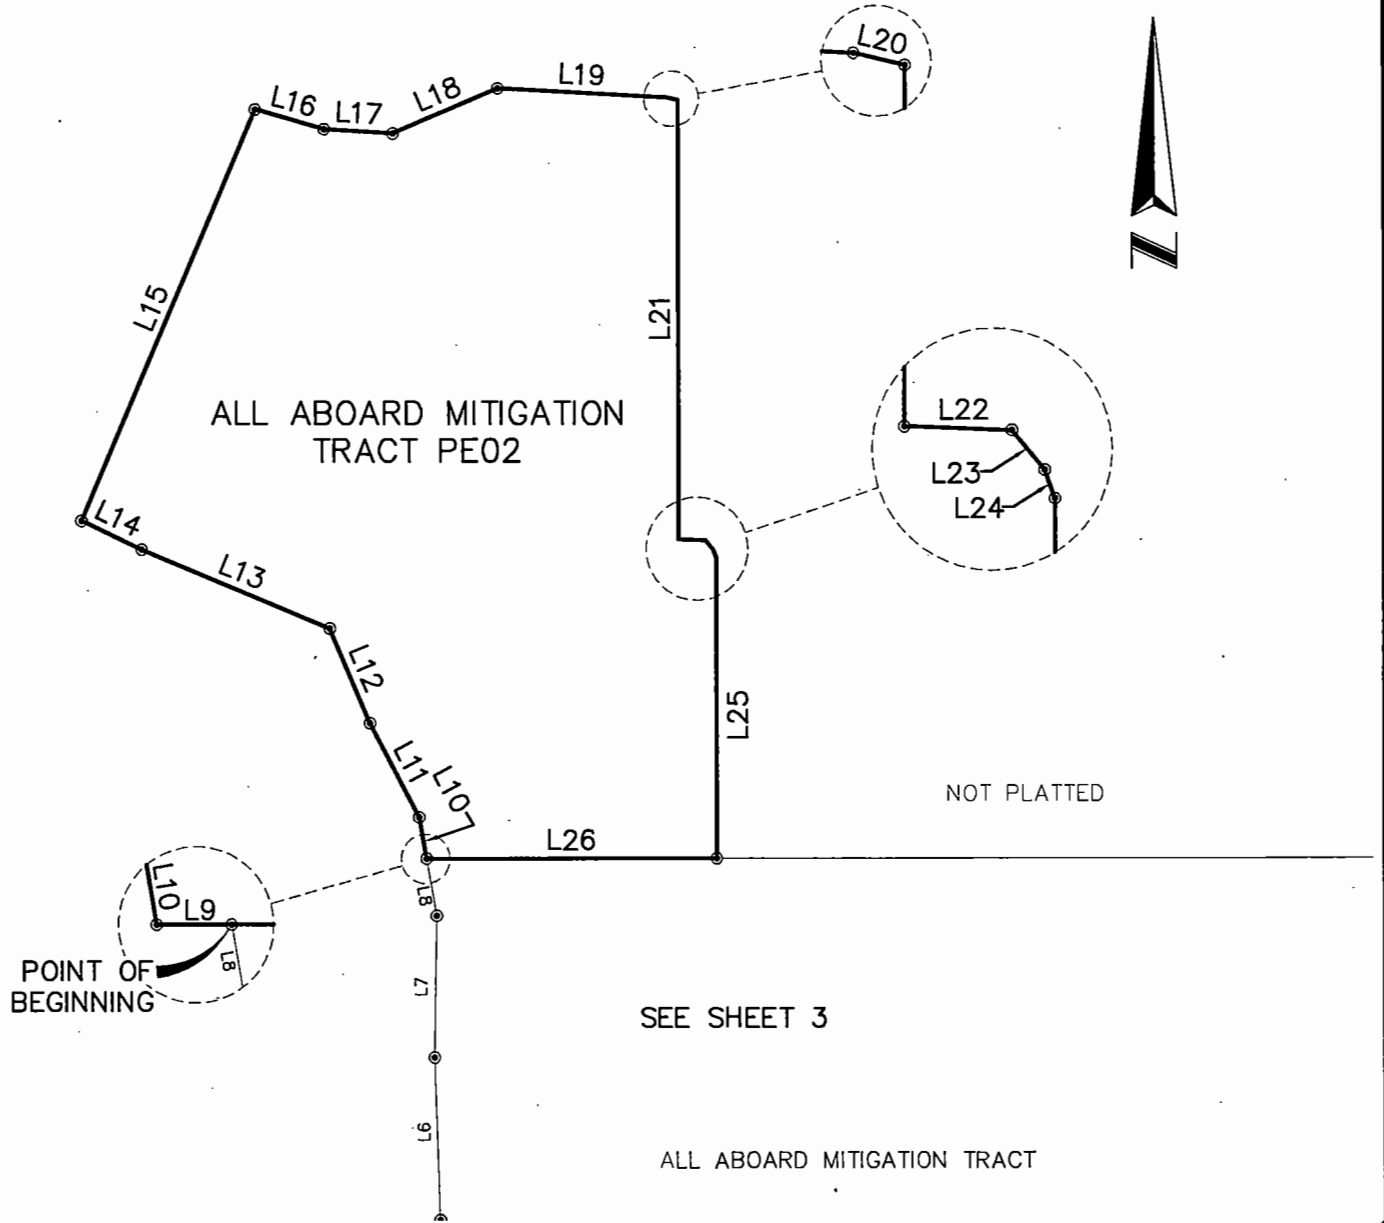 L20
L19
L18
L16
L17
N
L15
L21
ALL ABOARD MITIGATION
TRACT PE02
L22
L23
L24
L14
L13
L12
L25
L11
L10
NOT PLATTED
L26
L10
L9
L8
L8
POINT OF
BEGINNING
L7
SEE SHEET 3
L6
ALL ABOARD MITIGATION TRACT